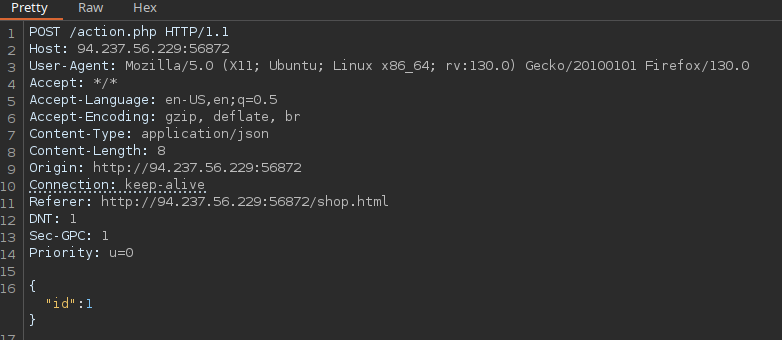 Pretty Raw Hex
1 POST /action.php HTTP/1.1
2 Host: 94.237.56.229:56872
3 User-Agent: Mozilla/5.0 (X11; Ubuntu; Linux x86_64; rv:130.0) Gecko/20100101 Firefox/130.0
4 Accept: */*
5 Accept-Language: en-US,en;q=0.5
6 Accept-Encoding: gzip, deflate, br
7 Content-Type: application/json
8 Content-Length: 8
9 Origin: http://94.237.56.229:56872
10 Connection: keep-alive
11 Referer: http://94.237.56.229:56872/shop.html
12 DNT: 1
13 Sec-GPC: 1
14 Priority: u=0
15
16 {
"id":1
}
17